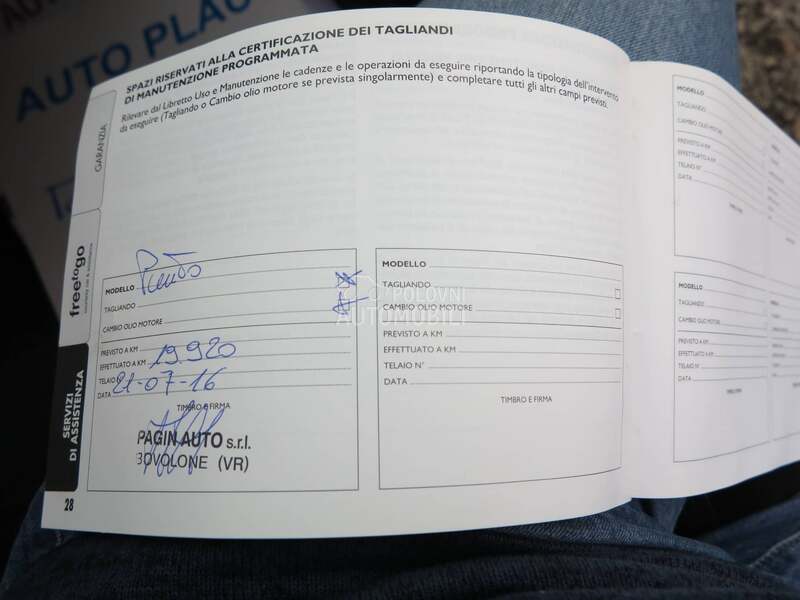 AUTO PLAU
SPAZI RISERVATI ALLA CERTIFICAZIONE DEI TAGLIANDI
DI MANUTENZIONE PROGRAMMATA
Rilevare dal Libretto Uso e Manutenzione le cadenze e le operazioni da eseguire riportando la tipologia dell'intervento
da eseguire (Tagliando o Cambio olio motore se prevista singolarmente) e completare tutti gli altri campi previsti.
GARANZIA
freetogo
SERVIZI
DI ASSISTENZA
MODELLO Punto
TAGLIANDO
CAMBIO OLIO MOTORE
PREVISTO A KM
EFFETTUATO A KM 19.920
TELAIO N°
DATA 21-07-16
TIMBRO E FIRMA
PAGIN AUTO s.r.l.
BOVOLONE (VR)
28
MODELLO
TAGLIANDO
CAMBIO OLIO MOTORE
PREVISTO A KM
EFFETTUATO A KM
TELAIO N°
DATA
TIMBRO E FIRMA
POLOVNI
AUTOMOBILI
MODELLO
TAGLIANDO
CAMBIO OLIO MOTORE
PREVISTO A KM
EFFETTUATO A KM
TELAIO N°
DATA
MODELLO
TAGLIANDO
CAMBIO OLIO MOTORE
PREVISTO A KM
EFFETTUATO A KM
TELAIO N°
DATA